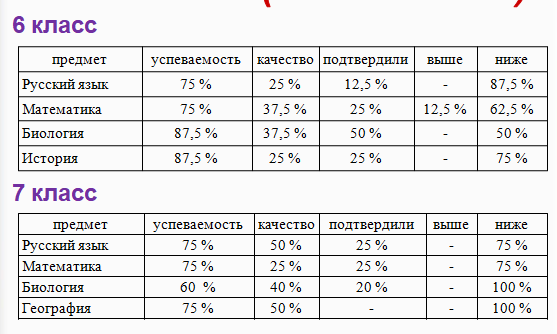 6 класс
предмет успеваемость качество подтвердили выше ниже
Русский язык 75 % 25 % 12,5 % - 87,5 %
Математика 75 % 37,5 % 25 % 12,5 % 62,5 %
Биология 87,5 % 37,5 % 50 % - 50 %
История 87,5 % 25 % 25 % - 75 %
7 класс
предмет успеваемость качество подтвердили выше ниже
Русский язык 75 % 50 % 25 % - 75 %
Математика 75 % 25 % 25 % - 75 %
Биология 60 % 40 % 20 % - 100 %
География 75 % 50 % - - 100 %